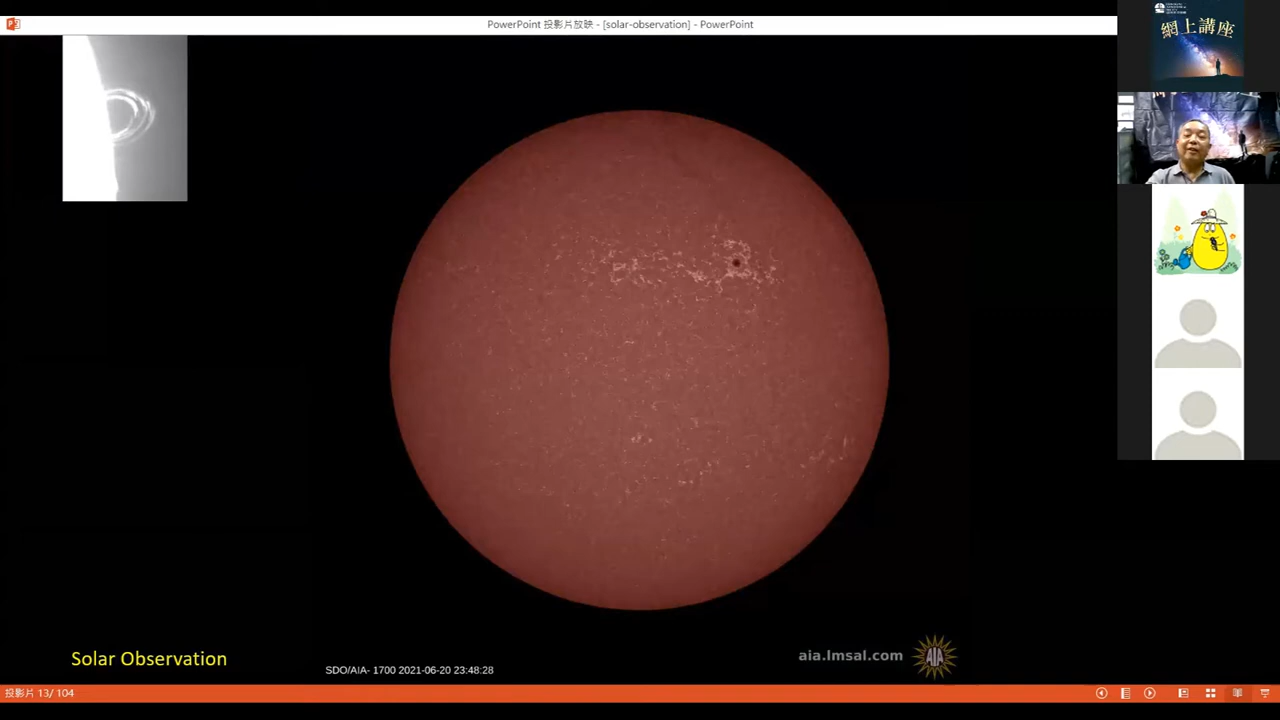 PowerPoint 投影片放映 - [solar-observation] - PowerPoint
網上講座
Solar Observation
SDO/AIA- 1700 2021-06-20 23:48:28
aia.lmsal.com
AIA
投影片 13/ 104